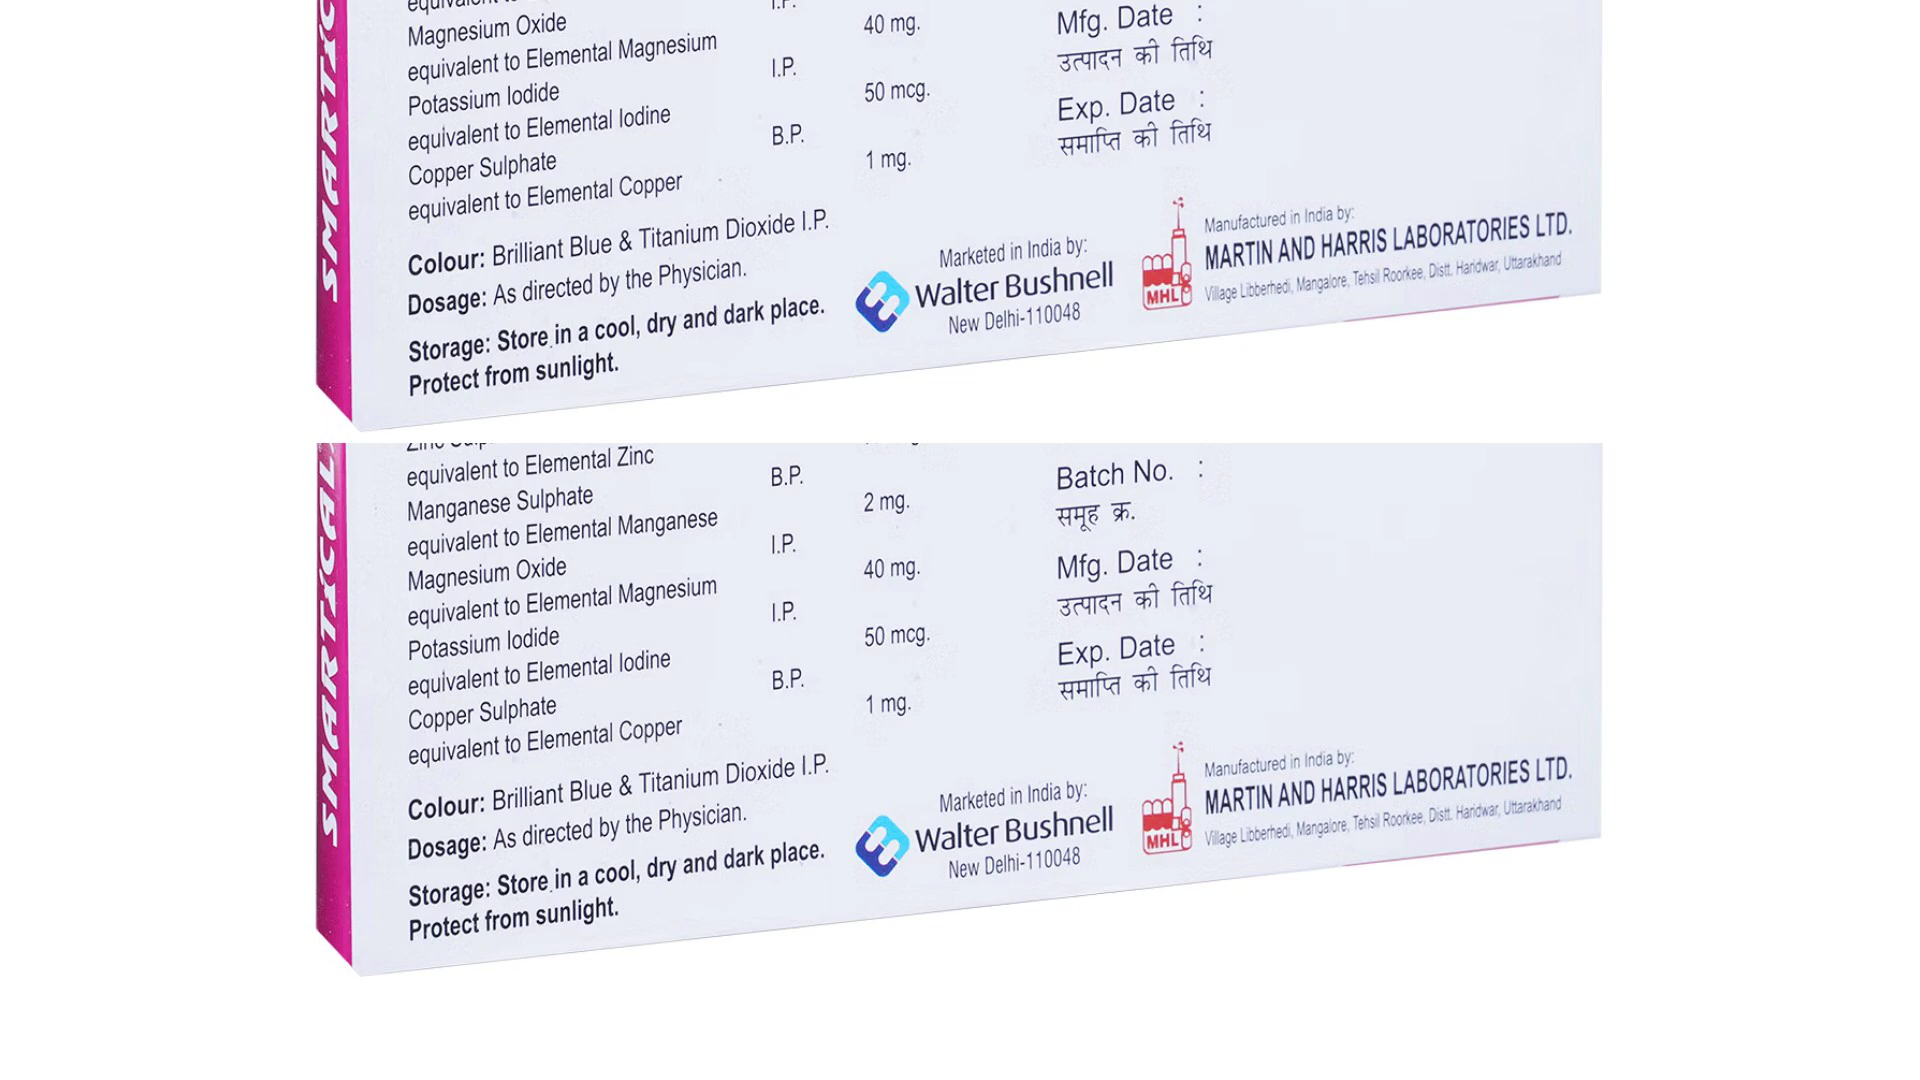 SMARTICAL
Magnesium Oxide
equivalent to Elemental Magnesium I.P. 40 mg.
Potassium Iodide
equivalent to Elemental Iodine I.P. 50 mcg.
Copper Sulphate
equivalent to Elemental Copper B.P. 1 mg.
Colour: Brilliant Blue & Titanium Dioxide I.P.
Dosage: As directed by the Physician.
Storage: Store in a cool, dry and dark place.
Protect from sunlight.
Mfg. Date :
उत्पादन की तिथि
Exp. Date :
समाप्ति की तिथि
Marketed in India by:
Walter Bushnell
New Delhi-110048
MHL
Manufactured in India by:
MARTIN AND HARRIS LABORATORIES LTD.
Village Libberhedi, Mangalore, Tehsil Roorkee, Distt. Haridwar, Uttarakhand
SMARTICAL
equivalent to Elemental Zinc
Manganese Sulphate B.P.
equivalent to Elemental Manganese 2 mg.
Magnesium Oxide I.P.
equivalent to Elemental Magnesium 40 mg.
Potassium Iodide I.P.
equivalent to Elemental Iodine 50 mcg.
Copper Sulphate B.P.
equivalent to Elemental Copper 1 mg.
Colour: Brilliant Blue & Titanium Dioxide I.P.
Dosage: As directed by the Physician.
Storage: Store in a cool, dry and dark place.
Protect from sunlight.
Batch No. :
समूह क्र.
Mfg. Date :
उत्पादन की तिथि
Exp. Date :
समाप्ति की तिथि
Marketed in India by:
Walter Bushnell
New Delhi-110048
MHL
Manufactured in India by:
MARTIN AND HARRIS LABORATORIES LTD.
Village Libberhedi, Mangalore, Tehsil Roorkee, Distt. Haridwar, Uttarakhand